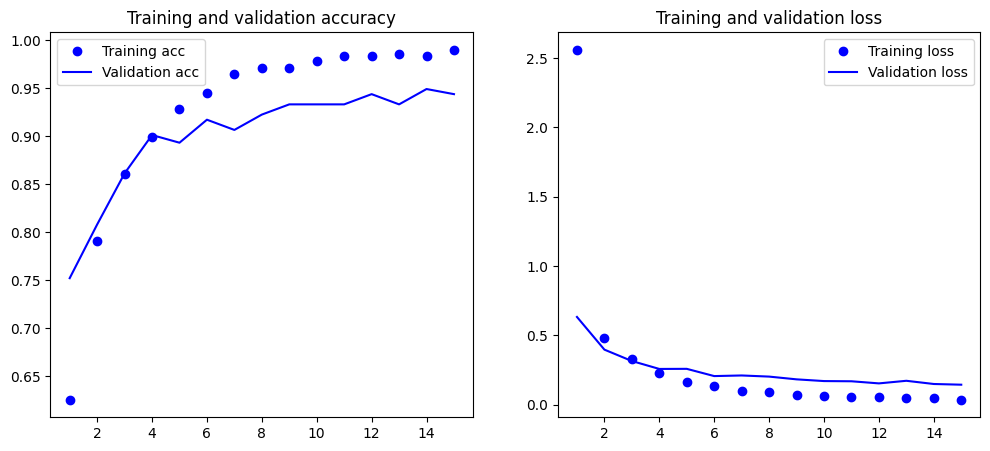 Training and validation accuracy
1.00
0.95
0.90
0.85
0.80
0.75
0.70
0.65
Training acc
Validation acc
2 4 6 8 10 12 14
Training and validation loss
2.5
2.0
1.5
1.0
0.5
0.0
Training loss
Validation loss
2 4 6 8 10 12 14